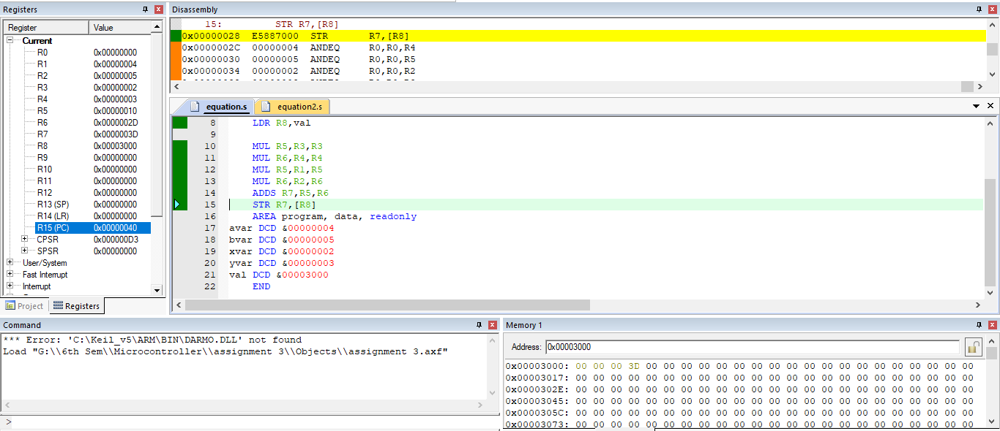 Registers
Register Value
Current
R0 0x00000000
R1 0x00000004
R2 0x00000005
R3 0x00000002
R4 0x00000003
R5 0x00000010
R6 0x0000002D
R7 0x0000003D
R8 0x00003000
R9 0x00000000
R10 0x00000000
R11 0x00000000
R12 0x00000000
R13 (SP) 0x00000000
R14 (LR) 0x00000000
R15 (PC) 0x00000040
CPSR 0x000000D3
SPSR 0x00000000
User/System
Fast Interrupt
Interrupt
Project Registers
Disassembly
15: STR R7,[R8]
0x00000028 E5887000 STR R7,[R8]
0x0000002C 00000004 ANDEQ R0,R0,R4
0x00000030 00000005 ANDEQ R0,R0,R5
0x00000034 00000002 ANDEQ R0,R0,R2
equation.s equation2.s
8 LDR R8,val
9
10 MUL R5,R3,R3
11 MUL R6,R4,R4
12 MUL R5,R1,R5
13 MUL R6,R2,R6
14 ADDS R7,R5,R6
15 STR R7,[R8]
16 AREA program, data, readonly
17 avar DCD &00000004
18 bvar DCD &00000005
19 xvar DCD &00000002
20 yvar DCD &00000003
21 val DCD &00003000
22 END
Command
*** Error: 'C:\Keil_v5\ARM\BIN\DARMO.DLL' not found
Load "G:\\6th Sem\\Microcontroller\\assignment 3\\Objects\\assignment 3.axf"
>
Memory 1
Address: 0x00003000
0x00003000: 00 00 00 3D 00 00 00 00 00 00 00 00 00 00 00 00 00 00 00 00 00 00 00
0x00003017: 00 00 00 00 00 00 00 00 00 00 00 00 00 00 00 00 00 00 00 00 00 00 00
0x0000302E: 00 00 00 00 00 00 00 00 00 00 00 00 00 00 00 00 00 00 00 00 00 00 00
0x00003045: 00 00 00 00 00 00 00 00 00 00 00 00 00 00 00 00 00 00 00 00 00 00 00
0x0000305C: 00 00 00 00 00 00 00 00 00 00 00 00 00 00 00 00 00 00 00 00 00 00 00
0x00003073: 00 00 00 00 00 00 00 00 00 00 00 00 00 00 00 00 00 00 00 00 00 00 00